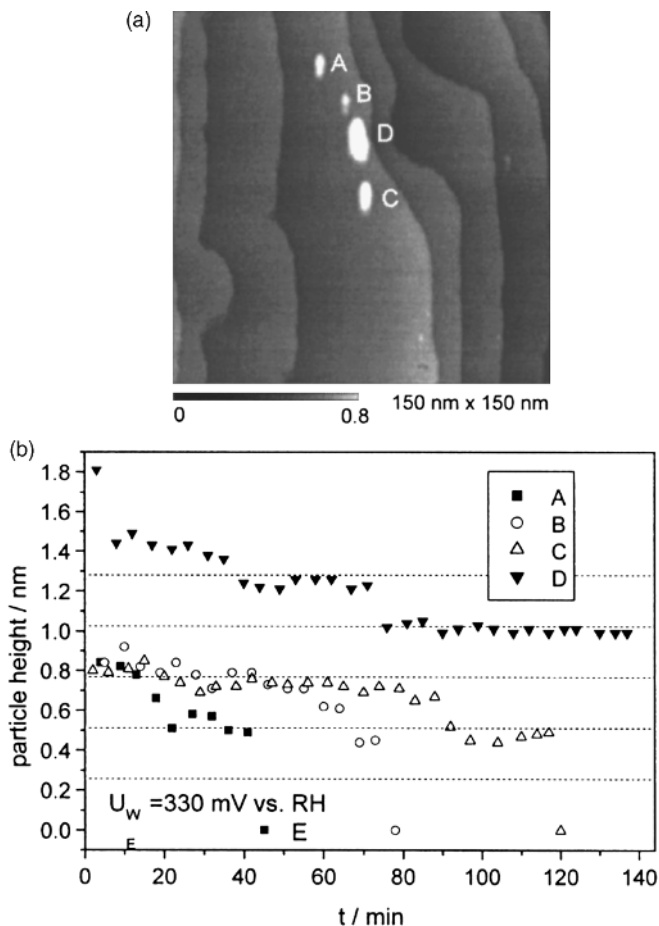 (a)
A
B
D
C
0 0.8 150 nm x 150 nm
(b)
particle height / nm
1.8
1.6
1.4
1.2
1.0
0.8
0.6
0.4
0.2
0.0
A
B
C
D
U_W =330 mV vs. RH
E
E
0 20 40 60 80 100 120 140
t / min